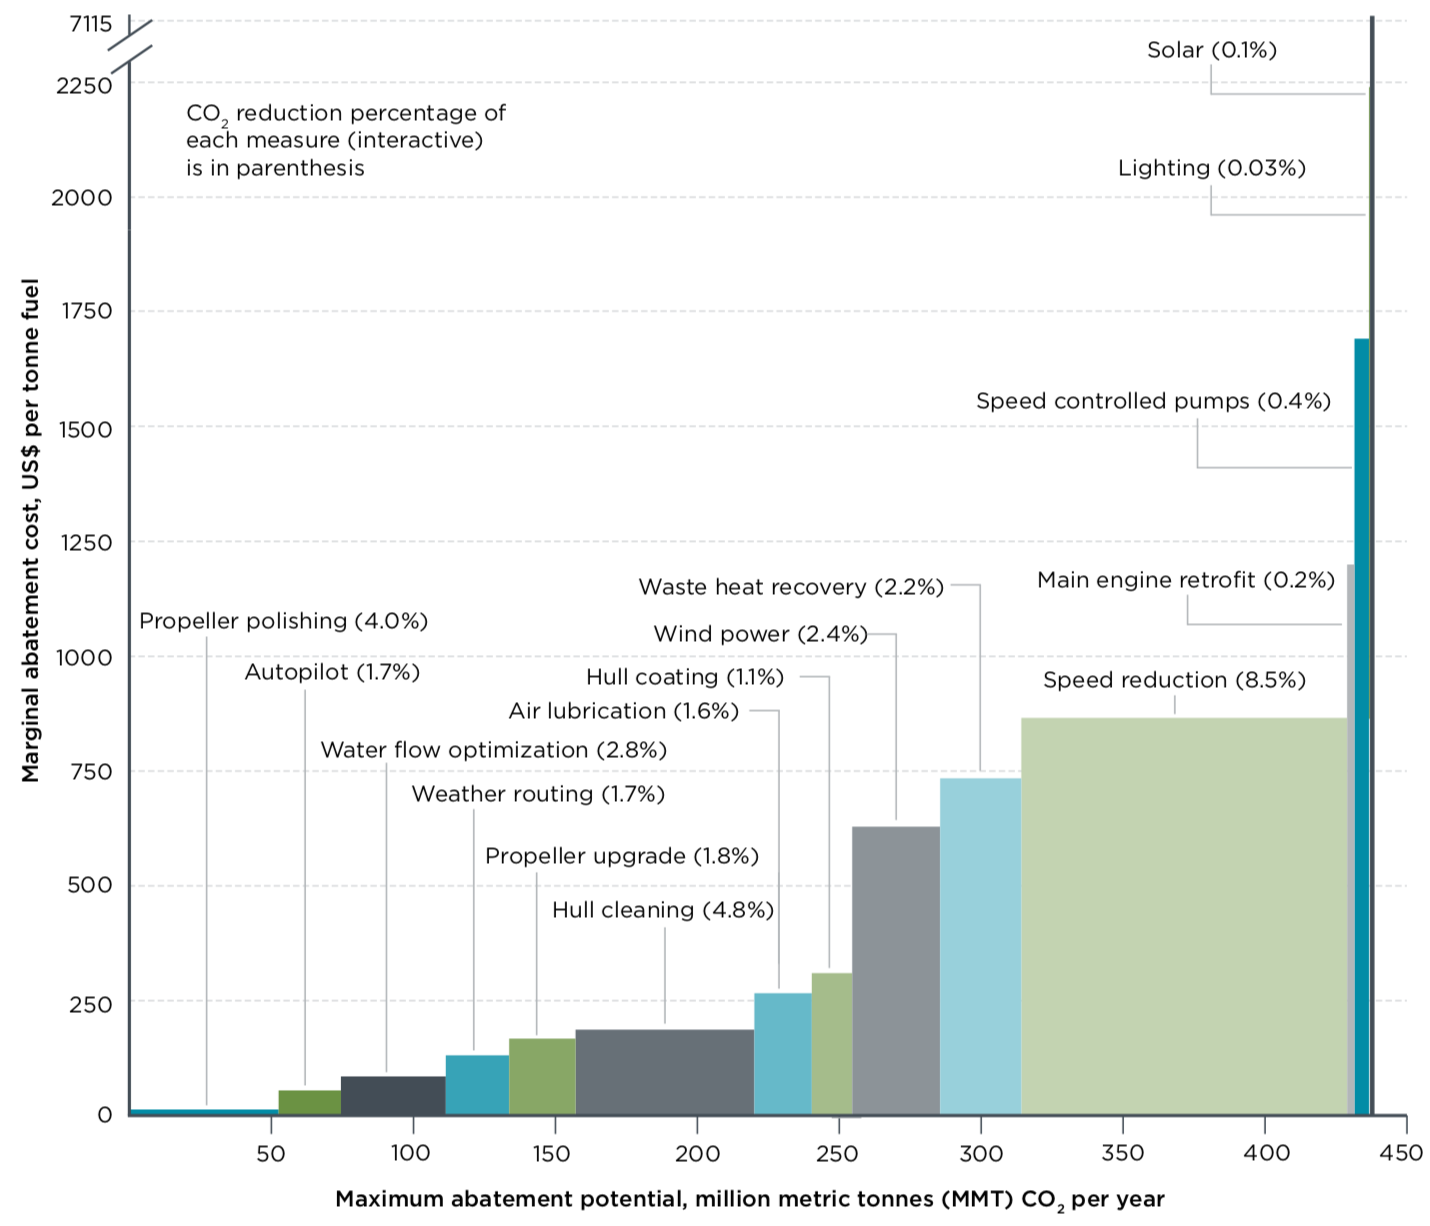 7115
2250
2000
1750
1500
1250
1000
750
500
250
0
Marginal abatement cost, US$ per tonne fuel
CO₂ reduction percentage of
each measure (interactive)
is in parenthesis
Solar (0.1%)
Lighting (0.03%)
Speed controlled pumps (0.4%)
Main engine retrofit (0.2%)
Waste heat recovery (2.2%)
Propeller polishing (4.0%)
Wind power (2.4%)
Autopilot (1.7%)
Hull coating (1.1%)
Speed reduction (8.5%)
Air lubrication (1.6%)
Water flow optimization (2.8%)
Weather routing (1.7%)
Propeller upgrade (1.8%)
Hull cleaning (4.8%)
50 100 150 200 250 300 350 400 450
Maximum abatement potential, million metric tonnes (MMT) CO₂ per year